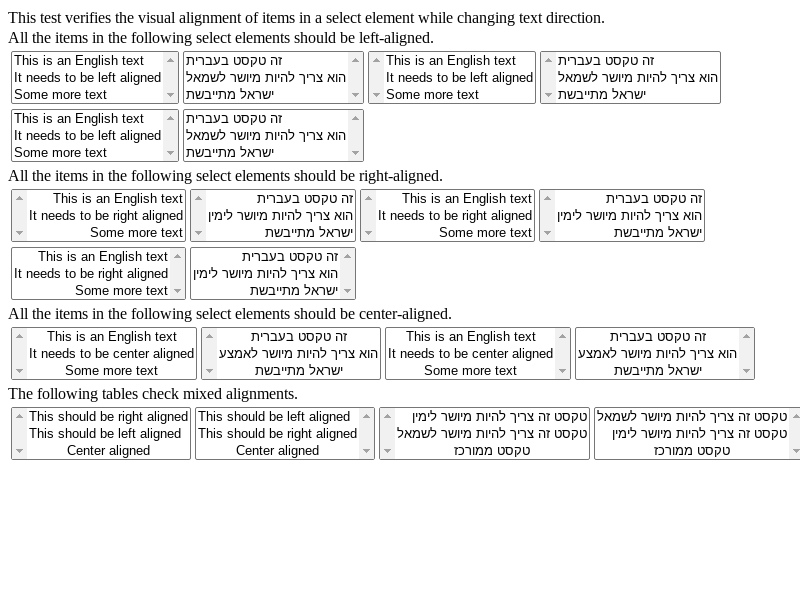 This test verifies the visual alignment of items in a select element while changing text direction.
All the items in the following select elements should be left-aligned.
This is an English text
It needs to be left aligned
Some more text
זה טקסט בעברית
הוא צריך להיות מיושר לשמאל
ישראל מתייבשת
This is an English text
It needs to be left aligned
Some more text
זה טקסט בעברית
הוא צריך להיות מיושר לשמאל
ישראל מתייבשת
This is an English text
It needs to be left aligned
Some more text
זה טקסט בעברית
הוא צריך להיות מיושר לשמאל
ישראל מתייבשת
All the items in the following select elements should be right-aligned.
This is an English text
It needs to be right aligned
Some more text
זה טקסט בעברית
הוא צריך להיות מיושר לימין
ישראל מתייבשת
This is an English text
It needs to be right aligned
Some more text
זה טקסט בעברית
הוא צריך להיות מיושר לימין
ישראל מתייבשת
This is an English text
It needs to be right aligned
Some more text
זה טקסט בעברית
הוא צריך להיות מיושר לימין
ישראל מתייבשת
All the items in the following select elements should be center-aligned.
This is an English text
It needs to be center aligned
Some more text
זה טקסט בעברית
הוא צריך להיות מיושר לאמצע
ישראל מתייבשת
This is an English text
It needs to be center aligned
Some more text
זה טקסט בעברית
הוא צריך להיות מיושר לאמצע
ישראל מתייבשת
The following tables check mixed alignments.
This should be right aligned
This should be left aligned
Center aligned
This should be left aligned
This should be right aligned
Center aligned
טקסט זה צריך להיות מיושר לימין
טקסט זה צריך להיות מיושר לשמאל
טקסט ממורכז
טקסט זה צריך להיות מיושר לשמאל
טקסט זה צריך להיות מיושר לימין
טקסט ממורכז